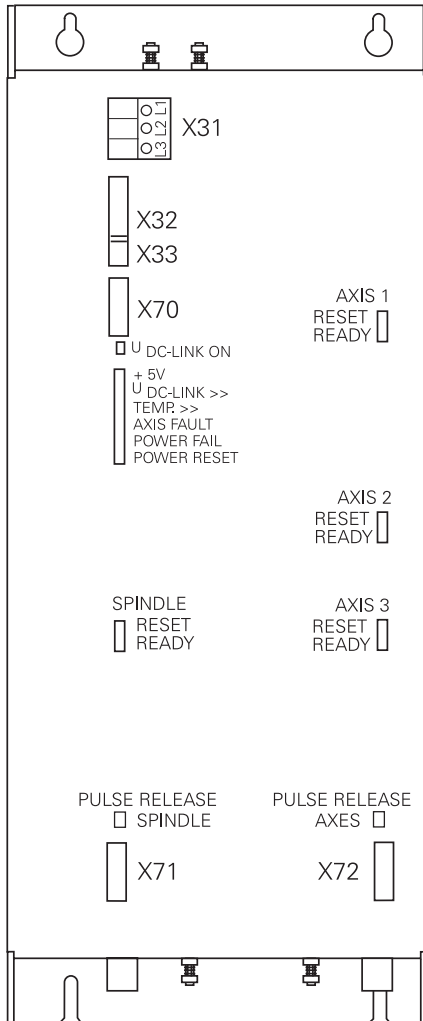 L1
L2
L3
X31
X32
X33
X70
U DC-LINK ON
+ 5V
U DC-LINK >>
TEMP. >>
AXIS FAULT
POWER FAIL
POWER RESET
AXIS 1
RESET
READY
AXIS 2
RESET
READY
SPINDLE
RESET
READY
AXIS 3
RESET
READY
PULSE RELEASE
SPINDLE
PULSE RELEASE
AXES
X71
X72